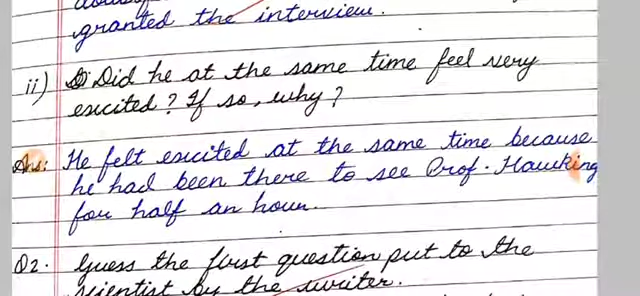 granted the interview.
ii) Did he at the same time feel very
excited? If so, why?
Ans: He felt excited at the same time because
he had been there to see Prof. Hawking
for half an hour.
Q2. Guess the first question put to the
scientist by the writer.